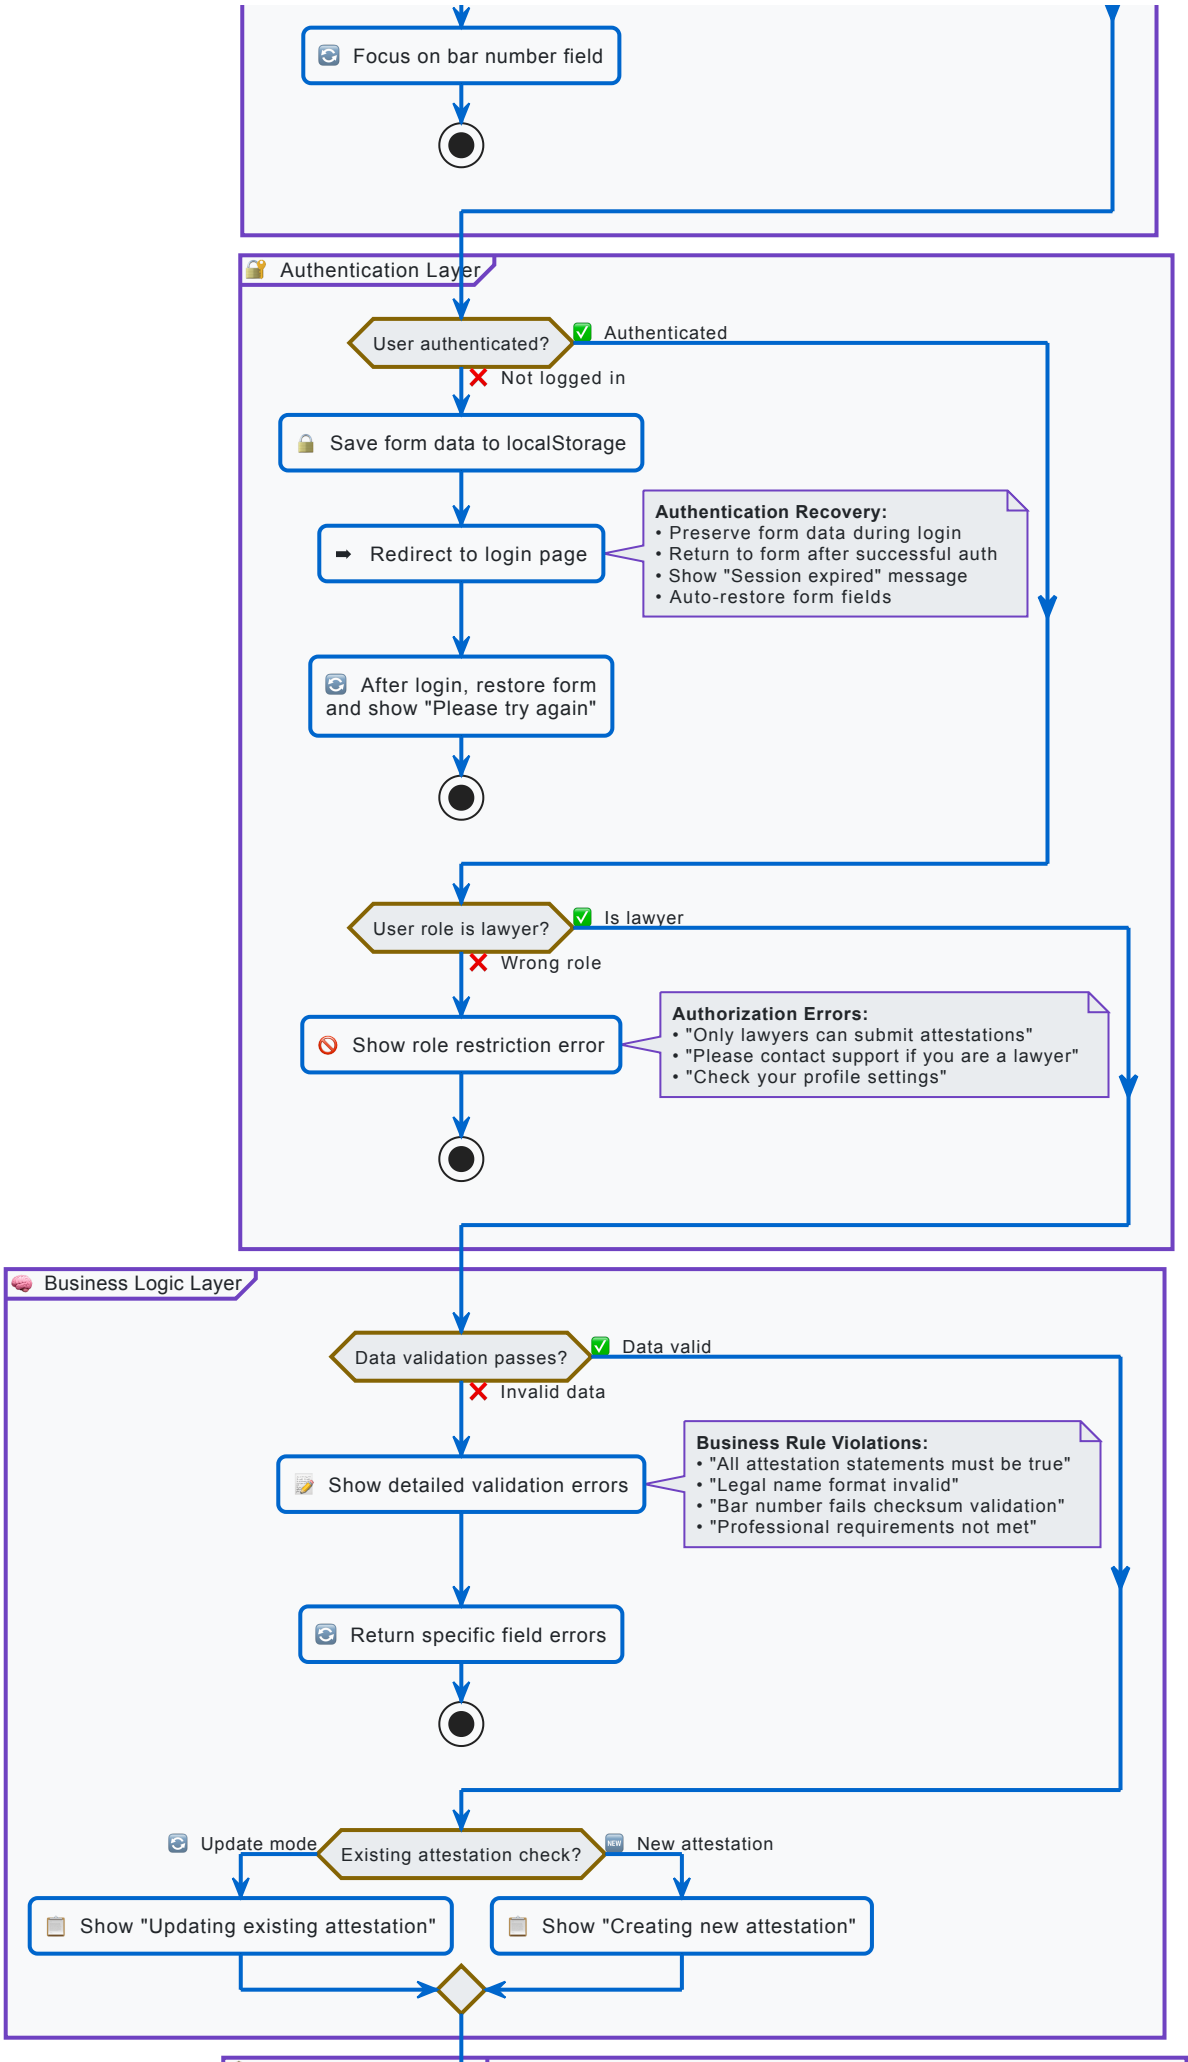 Focus on bar number field
Authentication Layer
User authenticated?
Authenticated
Not logged in
Save form data to localStorage
Redirect to login page
Authentication Recovery:
• Preserve form data during login
• Return to form after successful auth
• Show "Session expired" message
• Auto-restore form fields
After login, restore form
and show "Please try again"
User role is lawyer?
Is lawyer
Wrong role
Show role restriction error
Authorization Errors:
• "Only lawyers can submit attestations"
• "Please contact support if you are a lawyer"
• "Check your profile settings"
Business Logic Layer
Data validation passes?
Data valid
Invalid data
Show detailed validation errors
Business Rule Violations:
• "All attestation statements must be true"
• "Legal name format invalid"
• "Bar number fails checksum validation"
• "Professional requirements not met"
Return specific field errors
Update mode
Existing attestation check?
NEW New attestation
Show "Updating existing attestation"
Show "Creating new attestation"